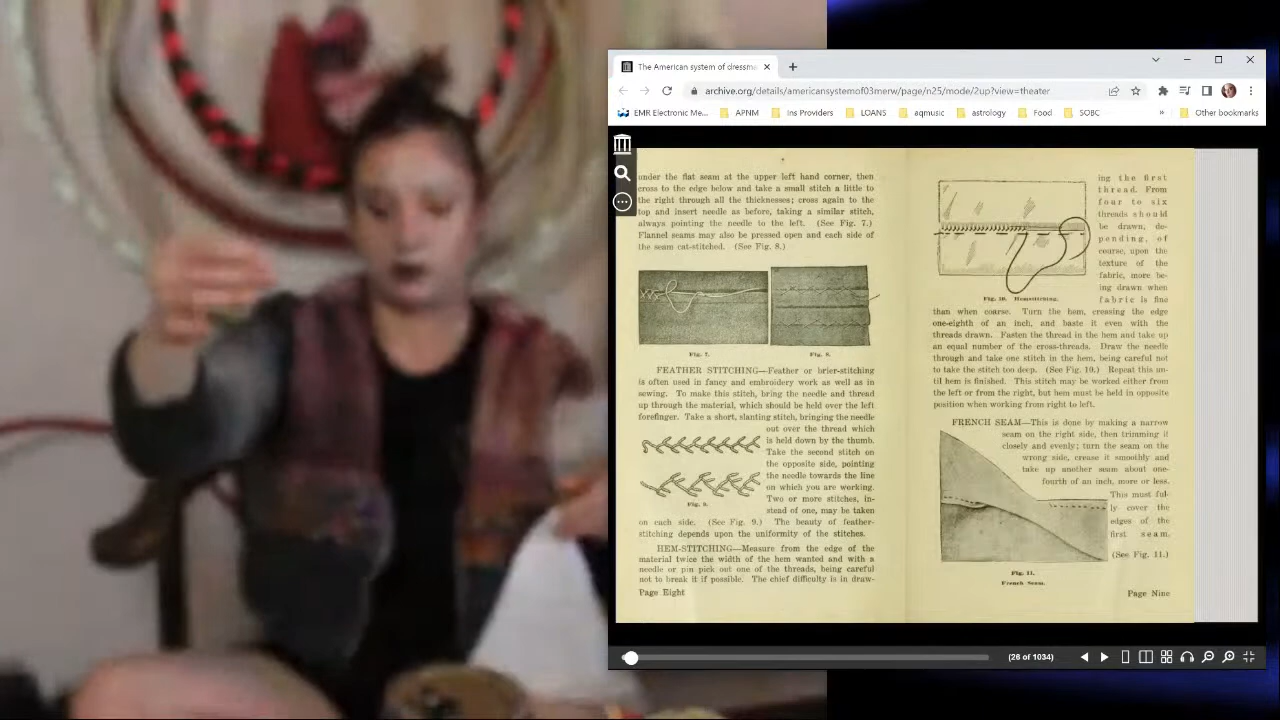 The American system of dressma
archive.org/details/americansystemof03merw/page/n25/mode/2up?view=theater
EMR Electronic Me...
APNM
Ins Providers
LOANS
aqmusic
astrology
Food
SOBC
»
Other bookmarks
under the flat seam at the upper left hand corner, then
cross to the edge below and take a small stitch a little to
the right through all the thicknesses; cross again to the
top and insert needle as before, taking a similar stitch,
always pointing the needle to the left. (See Fig. 7.)
Flannel seams may also be pressed open and each side of
the seam cat-stitched. (See Fig. 8.)
Fig. 7.
Fig. 8.
FEATHER STITCHING—Feather or brier-stitching
is often used in fancy and embroidery work as well as in
sewing. To make this stitch, bring the needle and thread
up through the material, which should be held over the left
forefinger. Take a short, slanting stitch, bringing the needle
out over the thread which
is held down by the thumb.
Take the second stitch on
the opposite side, pointing
the needle towards the line
on which you are working.
Two or more stitches, in-
stead of one, may be taken
Fig. 9.
on each side. (See Fig. 9.) The beauty of feather-
stitching depends upon the uniformity of the stitches.
HEM-STITCHING—Measure from the edge of the
material twice the width of the hem wanted and with a
needle or pin pick out one of the threads, being careful
not to break it if possible. The chief difficulty is in draw-
Page Eight
ing the first
thread. From
four to six
threads should
be drawn, de-
pending, of
course, upon the
texture of the
fabric, more be-
ing drawn when
fabric is fine
Fig. 10. Hemstitching.
than when coarse. Turn the hem, creasing the edge
one-eighth of an inch, and baste it even with the
threads drawn. Fasten the thread in the hem and take up
an equal number of the cross-threads. Draw the needle
through and take one stitch in the hem, being careful not
to take the stitch too deep. (See Fig. 10.) Repeat this un-
til hem is finished. This stitch may be worked either from
the left or from the right, but hem must be held in opposite
position when working from right to left.
FRENCH SEAM—This is done by making a narrow
seam on the right side, then trimming it
closely and evenly; turn the seam on the
wrong side, crease it smoothly and
take up another seam about one-
fourth of an inch, more or less.
This must ful-
ly cover the
edges of the
first seam.
(See Fig. 11.)
Fig. 11.
French Seam.
Page Nine
(26 of 1034)